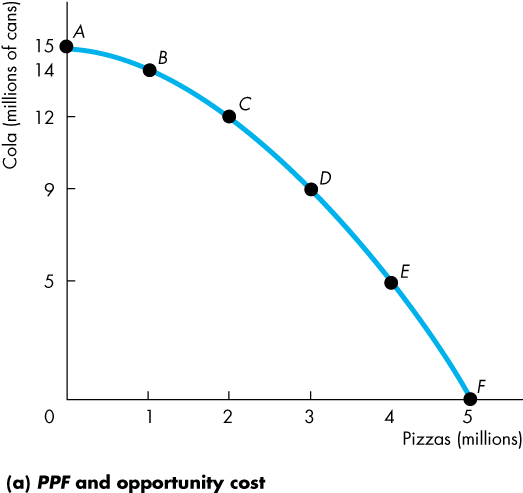 Cola (millions of cans)
15
A
14
B
12
C
9
D
5
E
F
0
1
2
3
4
5
Pizzas (millions)
(a) PPF and opportunity cost